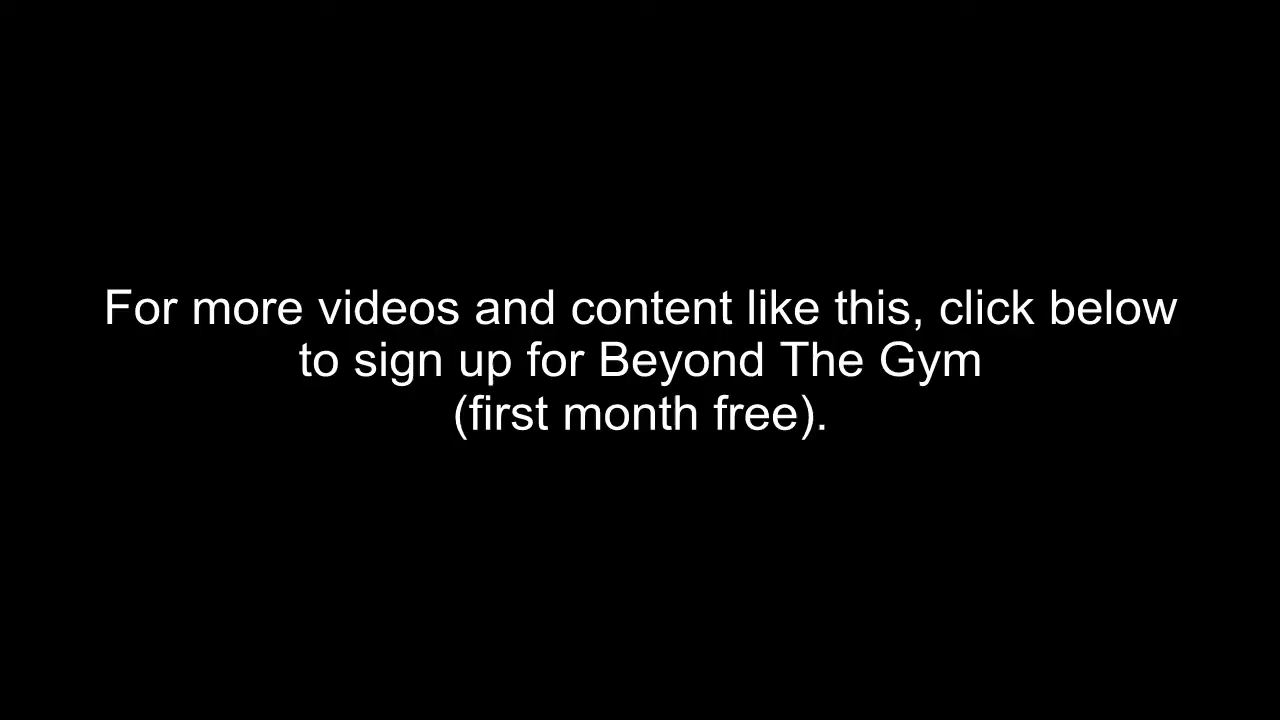 For more videos and content like this, click below
to sign up for Beyond The Gym
(first month free).